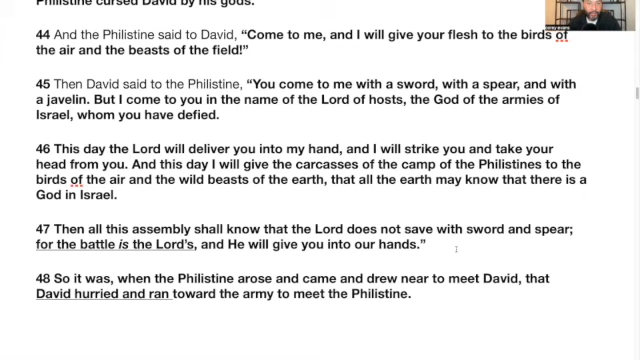 Philistine cursed David by his gods.
44 And the Philistine said to David, “Come to me, and I will give your flesh to the birds of
the air and the beasts of the field!”
45 Then David said to the Philistine, “You come to me with a sword, with a spear, and with
a javelin. But I come to you in the name of the Lord of hosts, the God of the armies of
Israel, whom you have defied.
46 This day the Lord will deliver you into my hand, and I will strike you and take your
head from you. And this day I will give the carcasses of the camp of the Philistines to the
birds of the air and the wild beasts of the earth, that all the earth may know that there is a
God in Israel.
47 Then all this assembly shall know that the Lord does not save with sword and spear;
for the battle is the Lord’s, and He will give you into our hands.”
48 So it was, when the Philistine arose and came and drew near to meet David, that
David hurried and ran toward the army to meet the Philistine.